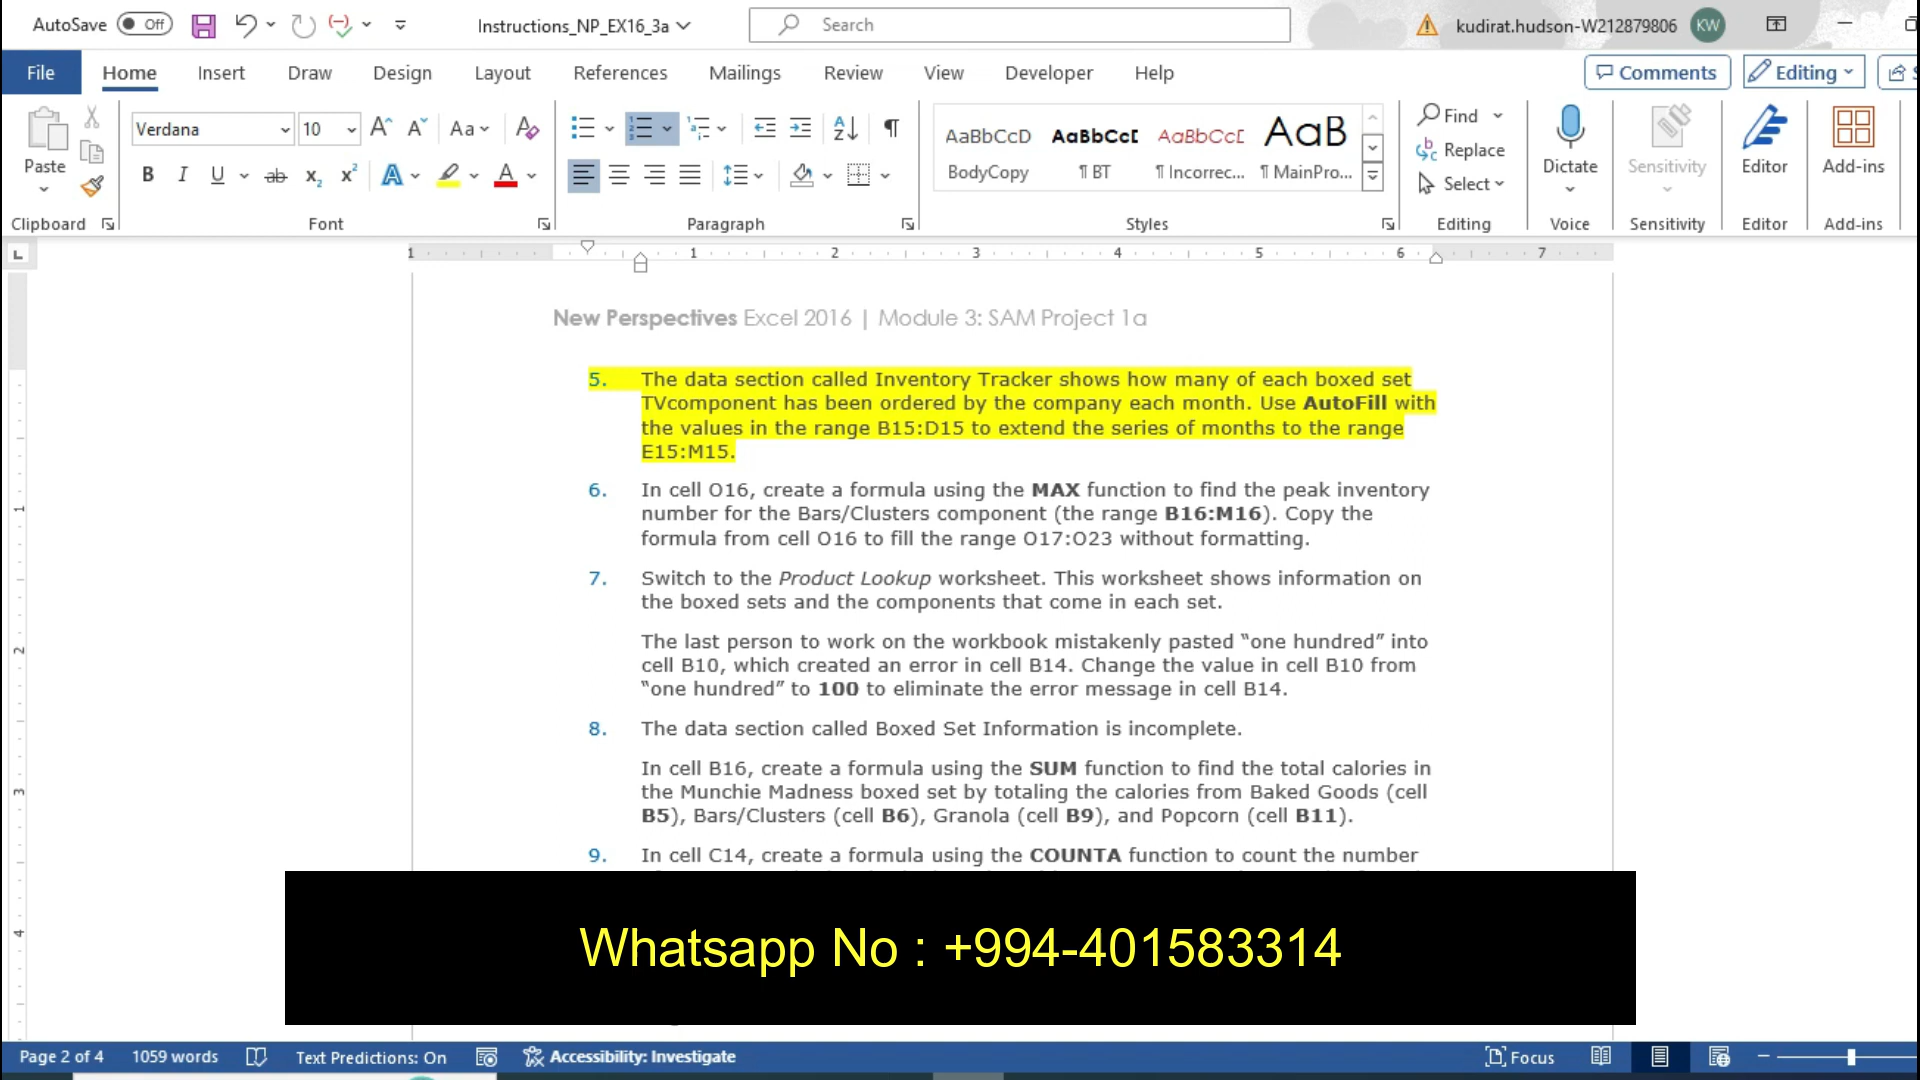 AutoSave Off Instructions_NP_EX16_3a Search kudirat.hudson-W212879806 KW
File Home Insert Draw Design Layout References Mailings Review View Developer Help Comments Editing
Verdana 10 Aa AaBbCcD AaBbCcD AaBbCcD AaB Find
Paste BodyCopy ¶ BT ¶ Incorrec... ¶ MainPro... Replace Dictate Sensitivity Editor Add-ins
B I U ab x₂ x² A A Select
Clipboard Font Paragraph Styles Editing Voice Sensitivity Editor Add-ins
1 1 2 3 4 5 6 7
New Perspectives Excel 2016 | Module 3: SAM Project 1a
5. The data section called Inventory Tracker shows how many of each boxed set
TVcomponent has been ordered by the company each month. Use AutoFill with
the values in the range B15:D15 to extend the series of months to the range
E15:M15.
6. In cell O16, create a formula using the MAX function to find the peak inventory
number for the Bars/Clusters component (the range B16:M16). Copy the
formula from cell O16 to fill the range O17:O23 without formatting.
7. Switch to the Product Lookup worksheet. This worksheet shows information on
the boxed sets and the components that come in each set.
The last person to work on the workbook mistakenly pasted “one hundred” into
cell B10, which created an error in cell B14. Change the value in cell B10 from
“one hundred” to 100 to eliminate the error message in cell B14.
8. The data section called Boxed Set Information is incomplete.
In cell B16, create a formula using the SUM function to find the total calories in
the Munchie Madness boxed set by totaling the calories from Baked Goods (cell
B5), Bars/Clusters (cell B6), Granola (cell B9), and Popcorn (cell B11).
9. In cell C14, create a formula using the COUNTA function to count the number
Whatsapp No : +994-401583314
Page 2 of 4 1059 words Text Predictions: On Accessibility: Investigate Focus